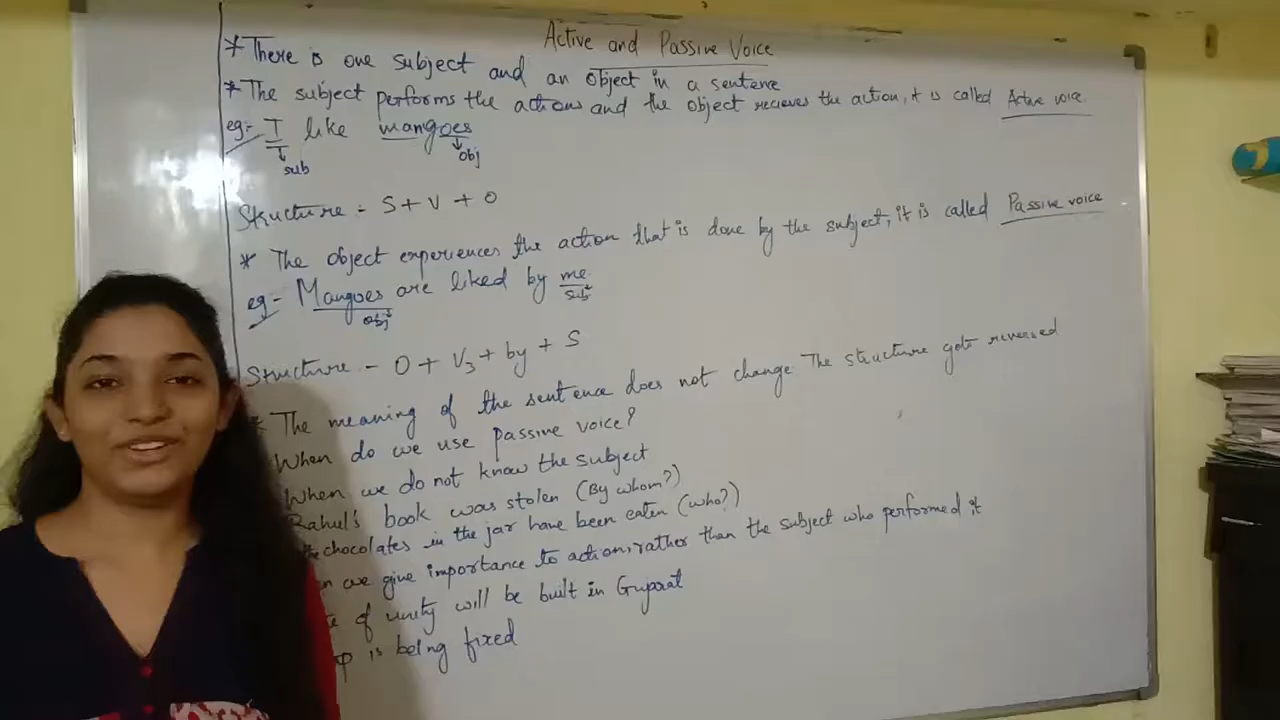 Active and Passive Voice
* There is one subject and an object in a sentence
* The subject performs the actions and the object recieves the action, it is called Active voice.
eg:- I like mangoes
sub obj
Structure :- S + V + O
* The object experiences the action that is done by the subject, it is called Passive voice
eg:- Mangoes are liked by me.
obj sub
Structure - O + V3 + by + S
* The meaning of the sentence does not change. The structure gets reversed
When do we use passive voice?
When we do not know the subject
Rahul's book was stolen (By whom?)
The chocolates in the jar have been eaten (who?)
we give importance to action, rather than the subject who performed it
of unity will be built in Gujarat
is being fixed